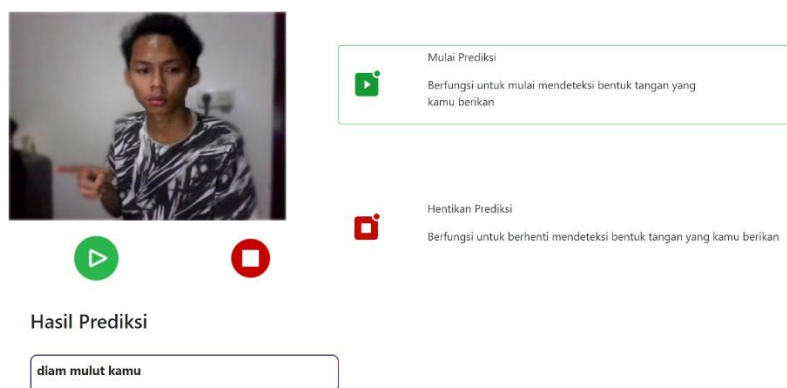 Mulai Prediksi
Berfungsi untuk mulai mendeteksi bentuk tangan yang
kamu berikan
Hentikan Prediksi
Berfungsi untuk berhenti mendeteksi bentuk tangan yang kamu berikan
Hasil Prediksi
diam mulut kamu